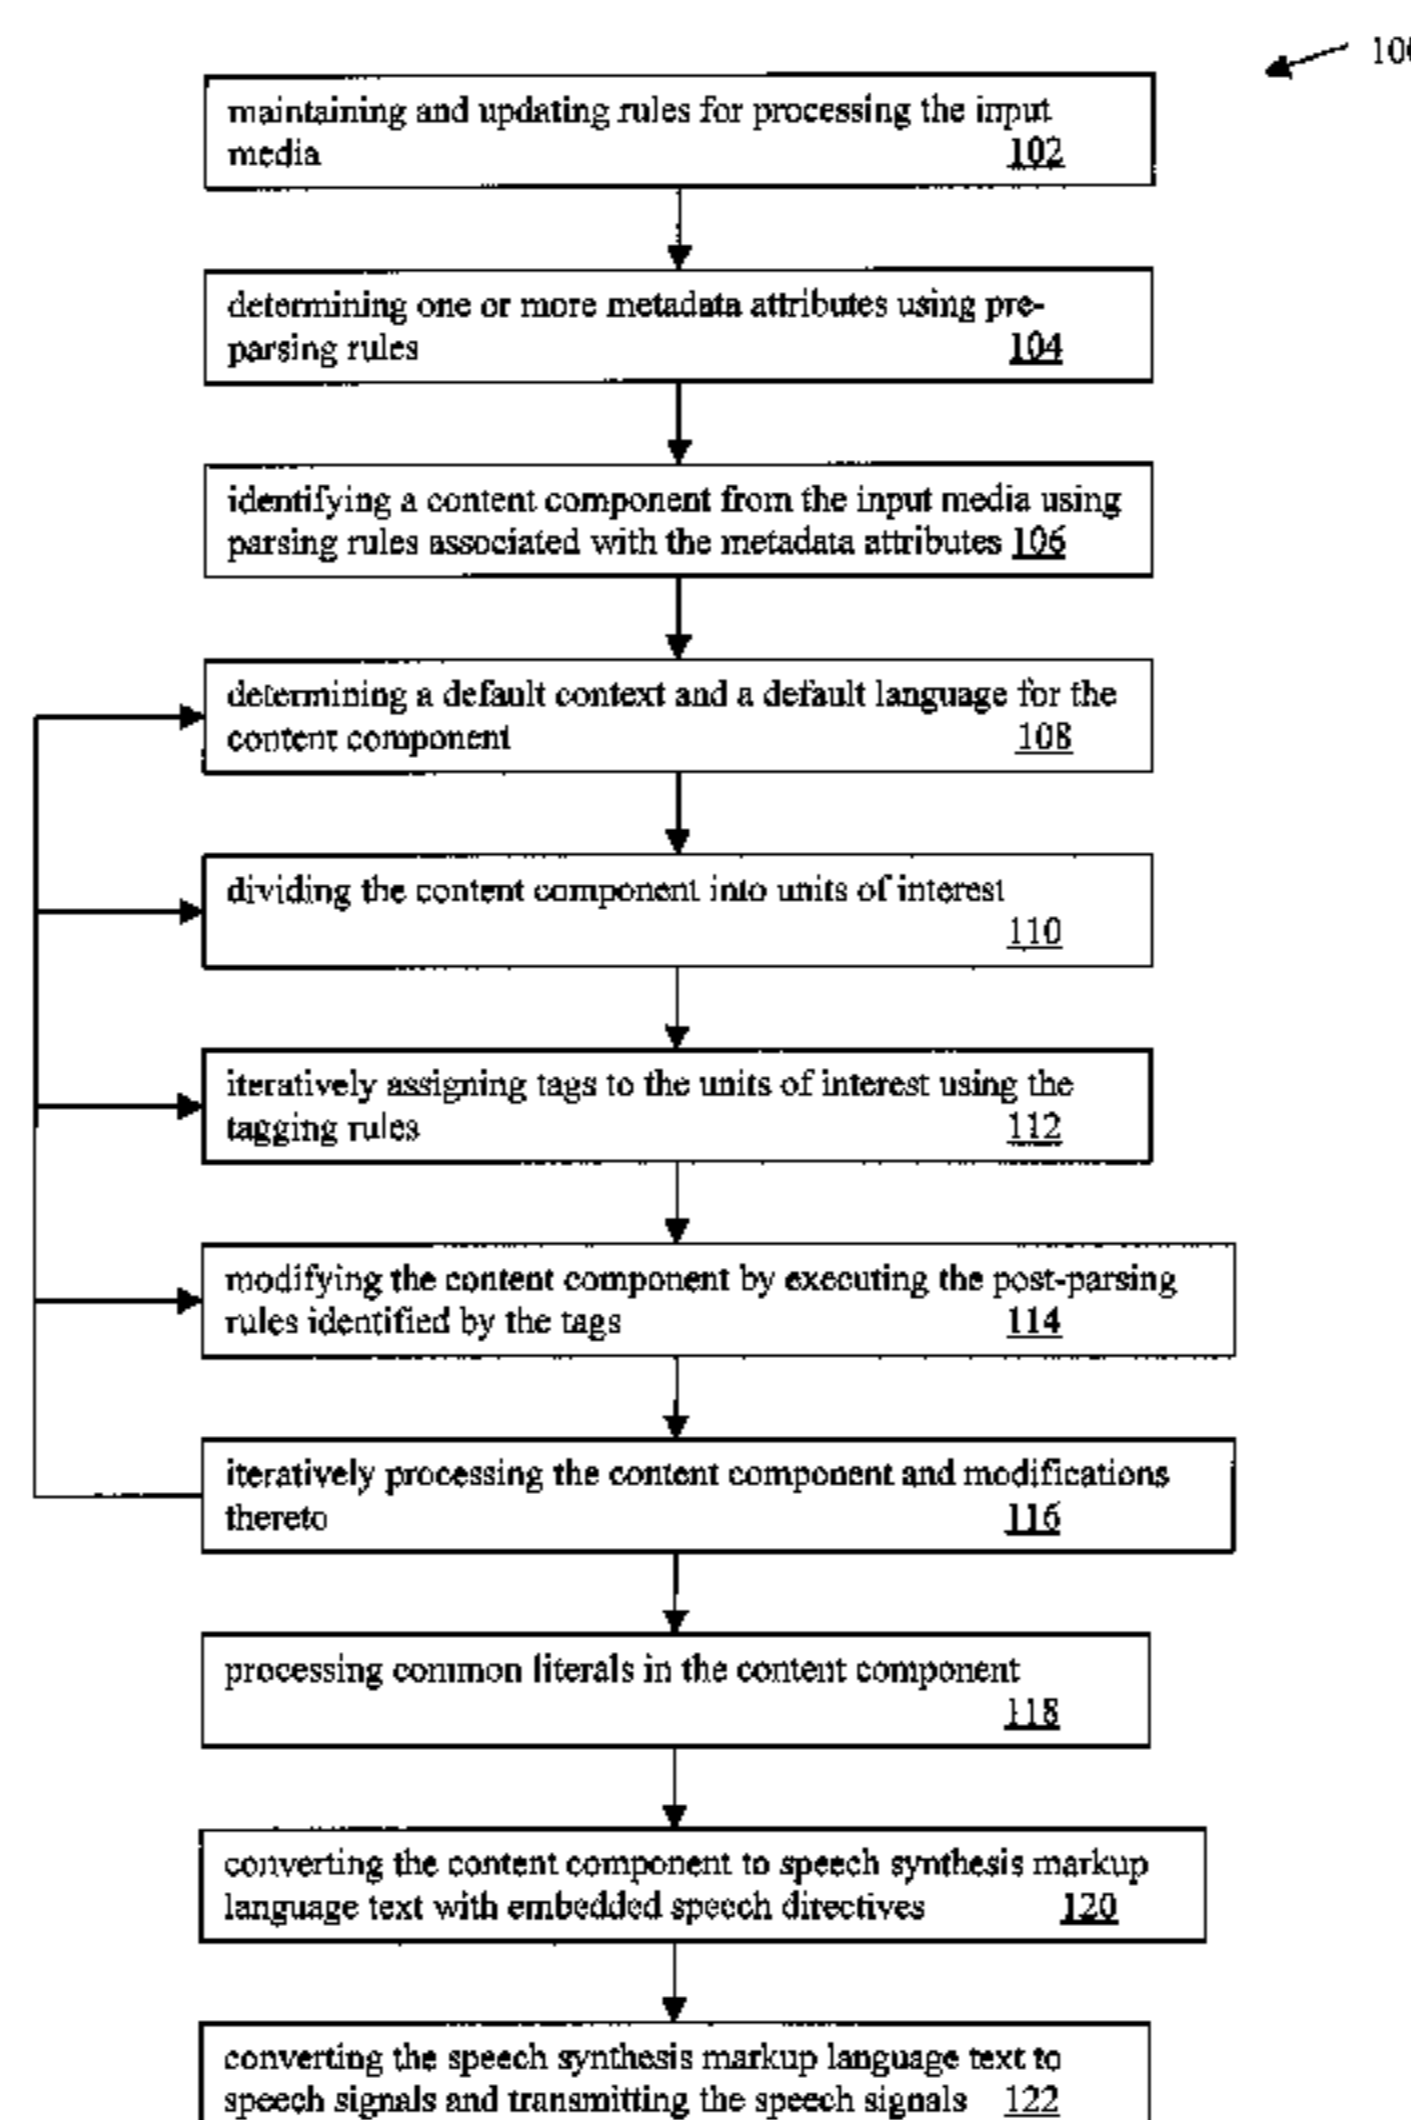 maintaining and updating rules for processing the input
media 102
determining one or more metadata attributes using pre-
parsing rules 104
identifying a content component from the input media using
parsing rules associated with the metadata attributes 106
determining a default context and a default language for the
content component 108
dividing the content component into units of interest
110
iteratively assigning tags to the units of interest using the
tagging rules 112
modifying the content component by executing the post-parsing
rules identified by the tags 114
iteratively processing the content component and modifications
thereto 116
processing common literals in the content component
118
converting the content component to speech synthesis markup
language text with embedded speech directives 120
converting the speech synthesis markup language text to
speech signals and transmitting the speech signals 122